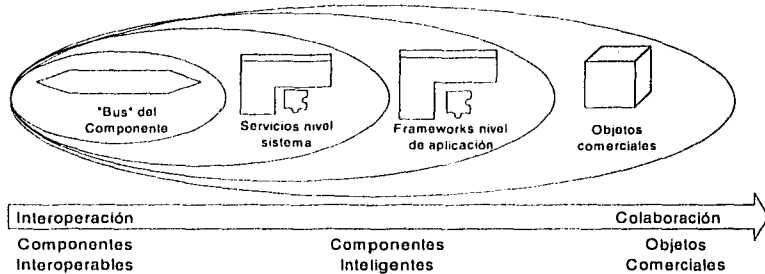 "Bus" del
Componente
Servicios nivel
sistema
Frameworks nivel
de aplicación
Objetos
comerciales
Interoperación
Colaboración
Componentes
Interoperables
Componentes
Inteligentes
Objetos
Comerciales